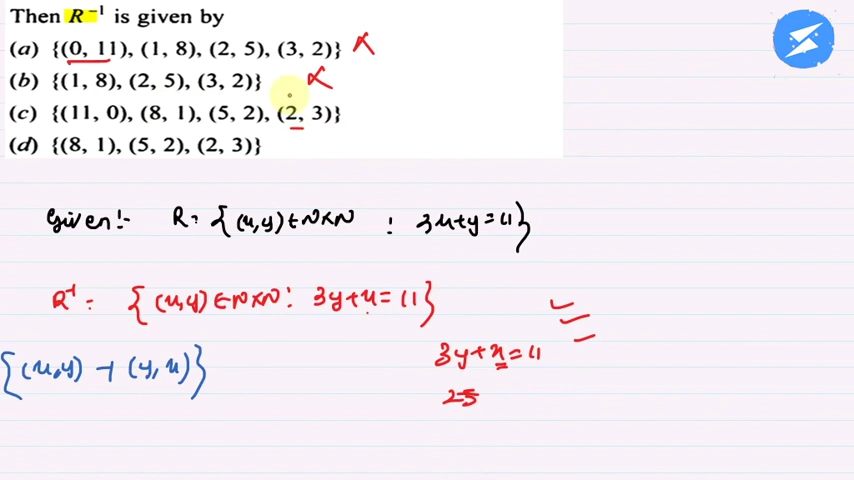 Then R⁻¹ is given by
(a) {(0, 11), (1, 8), (2, 5), (3, 2)}
(b) {(1, 8), (2, 5), (3, 2)}
(c) {(11, 0), (8, 1), (5, 2), (2, 3)}
(d) {(8, 1), (5, 2), (2, 3)}
Given:- R = {(x,y) ∈ N×N : 3x+y = 11}
R⁻¹ = {(x,y) ∈ N×N : 3y+x = 11}
{(x,y) → (y,x)}
3y+x = 11